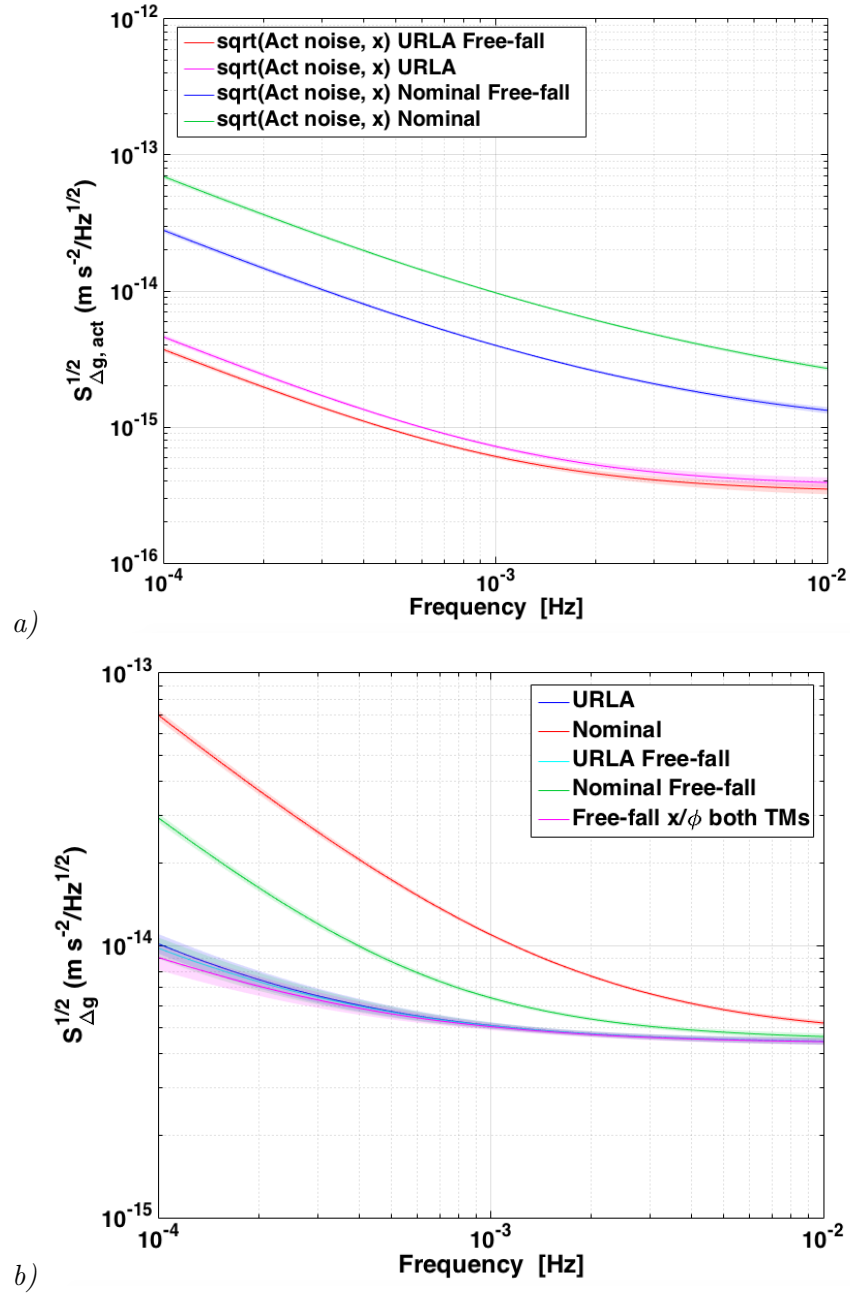 10^-12
sqrt(Act noise, x) URLA Free-fall
sqrt(Act noise, x) URLA
sqrt(Act noise, x) Nominal Free-fall
sqrt(Act noise, x) Nominal
10^-13
10^-14
10^-15
10^-16
S^1/2_Δg, act (m s^-2/Hz^1/2)
10^-4
10^-3
10^-2
Frequency [Hz]
a)
10^-13
URLA
Nominal
URLA Free-fall
Nominal Free-fall
Free-fall x/ϕ both TMs
10^-14
10^-15
S^1/2_Δg (m s^-2/Hz^1/2)
10^-4
10^-3
10^-2
Frequency [Hz]
b)